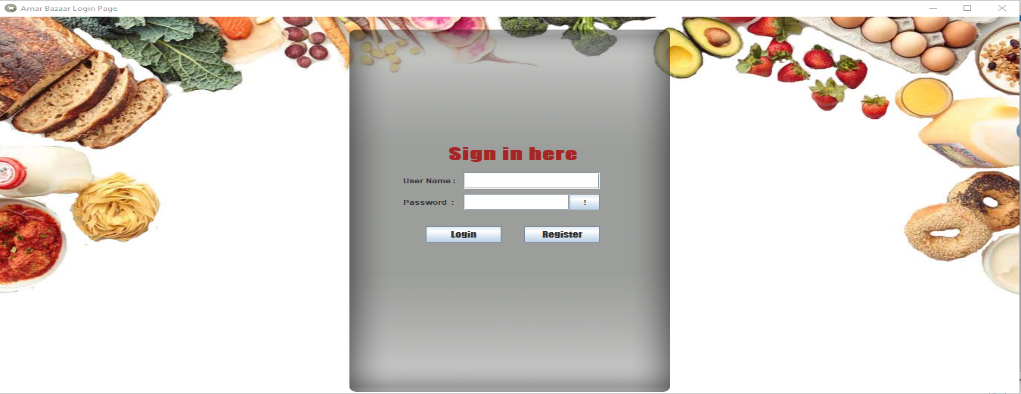 Amar Bazaar Login Page
Sign in here
User Name :
Password :
!
Login
Register